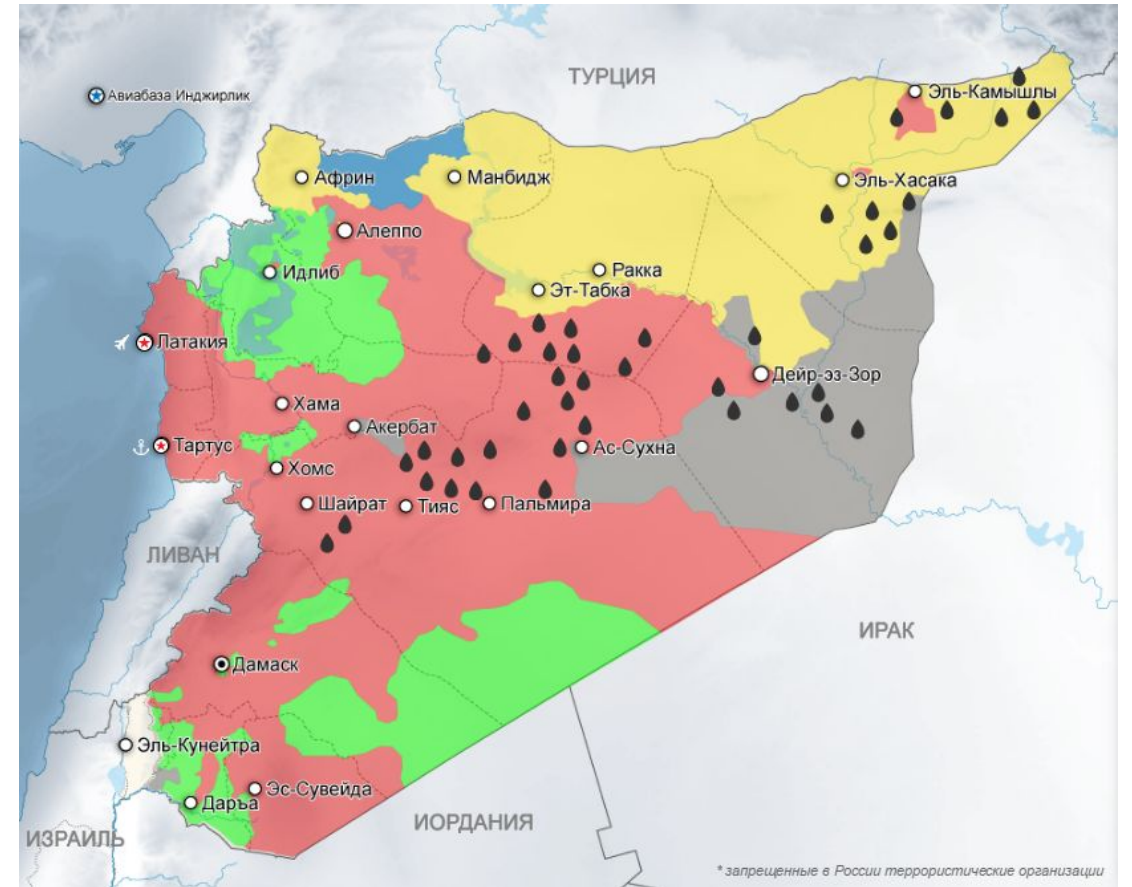 ТУРЦИЯ
Авиабаза Инджирлик
Эль-Камышлы
Африн
Манбидж
Эль-Хасака
Алеппо
Идлиб
Ракка
Эт-Табка
Латакия
Дейр-эз-Зор
Хама
Акербат
Тартус
Ас-Сухна
Хомс
Шайрат
Тияс
Пальмира
ЛИВАН
ИРАК
Дамаск
Эль-Кунейтра
Эс-Сувейда
Даръа
ИОРДАНИЯ
ИЗРАИЛЬ
* запрещенные в России террористические организации